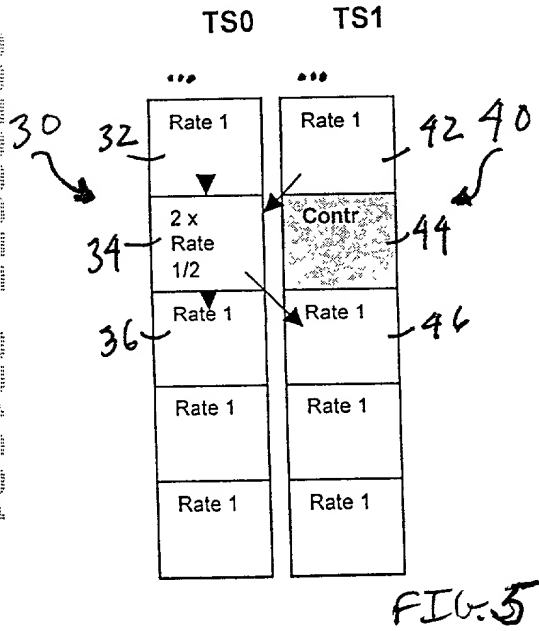 TS0 TS1
... ...
30 32 Rate 1 Rate 1 42 40
34 2 x Contr 44
Rate
1/2
36 Rate 1 Rate 1 46
Rate 1 Rate 1
Rate 1 Rate 1
FIG. 5